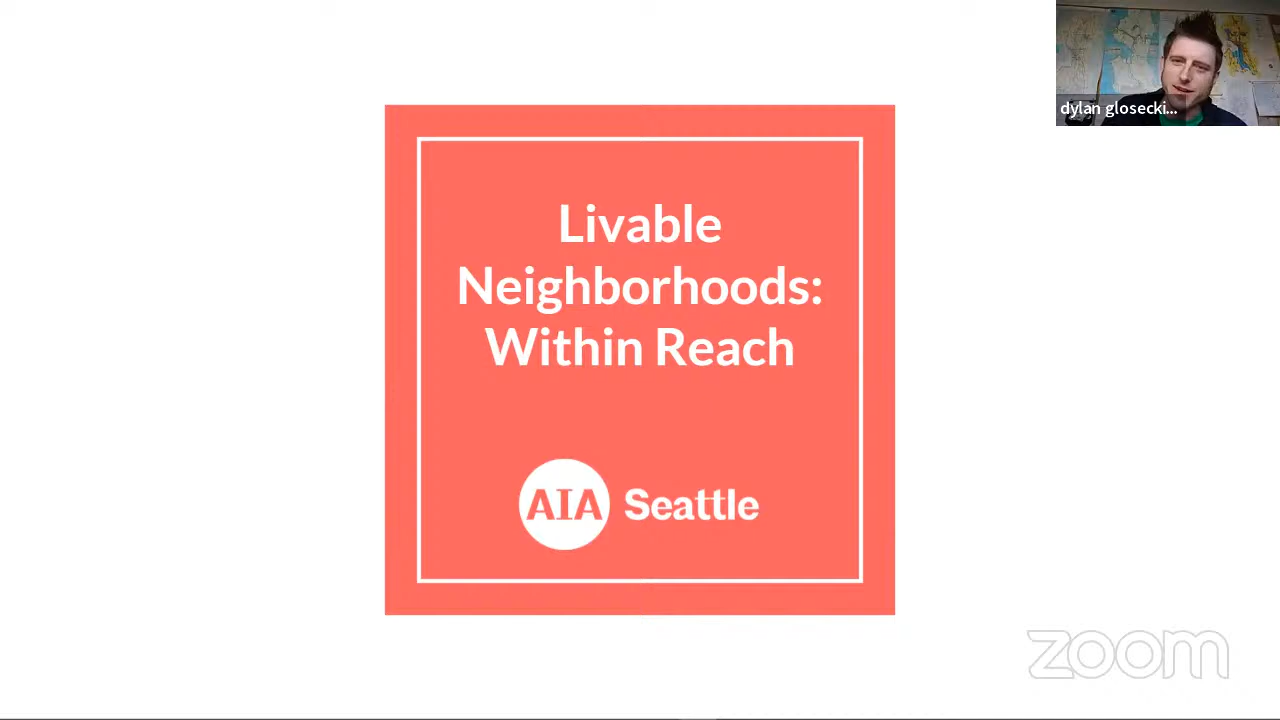 dylan glosecki...
Livable
Neighborhoods:
Within Reach
AIA Seattle
zoom